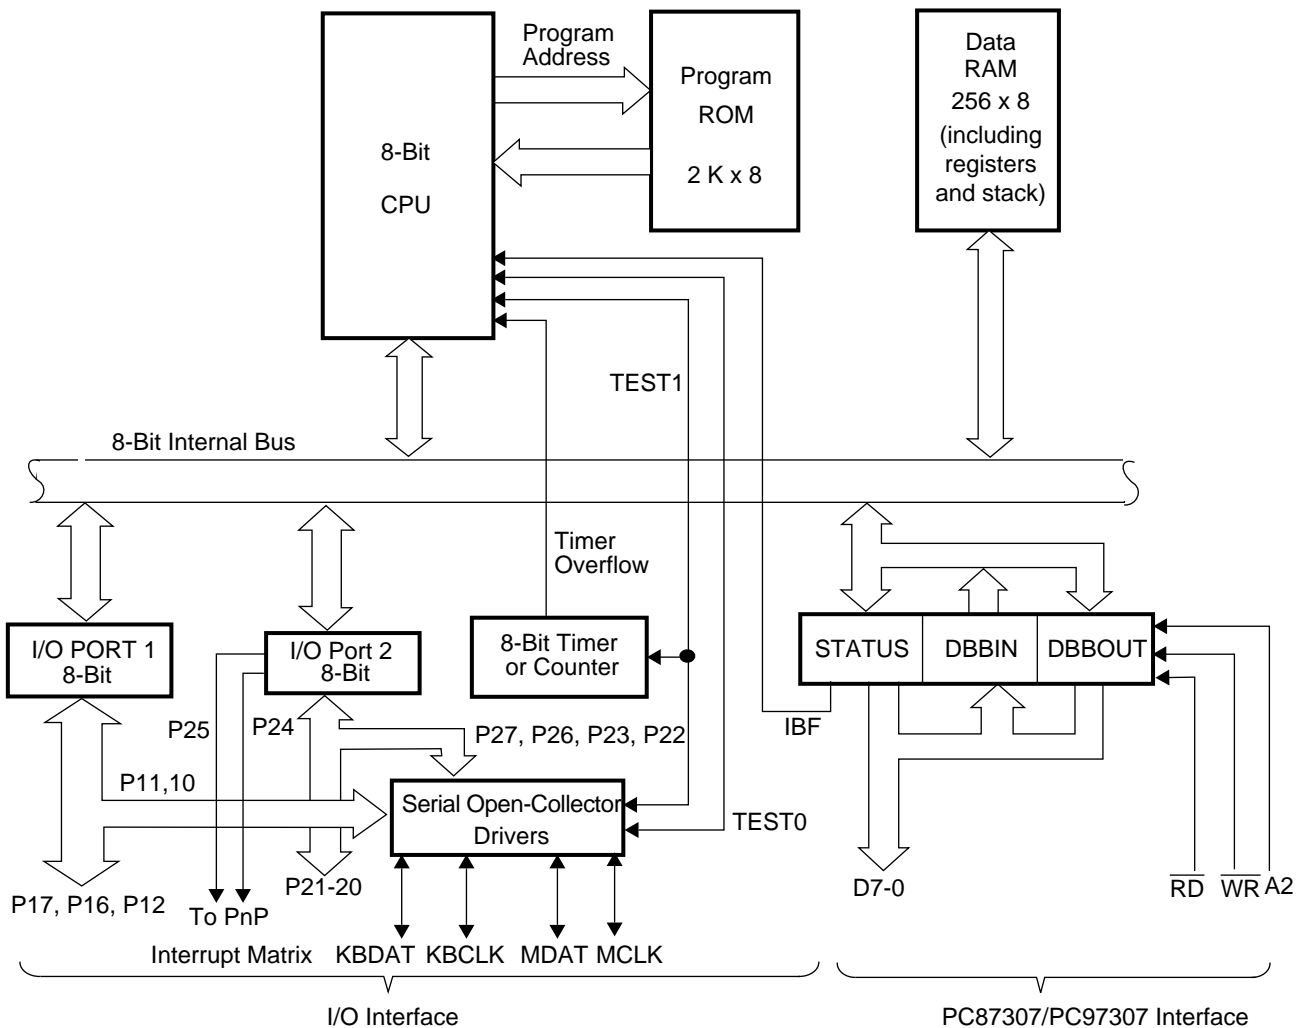 Program
Address
Program
ROM
2 K x 8
Data
RAM
256 x 8
(including
registers
and stack)
8-Bit
CPU
TEST1
8-Bit Internal Bus
Timer
Overflow
I/O PORT 1
8-Bit
I/O Port 2
8-Bit
8-Bit Timer
or Counter
STATUS
DBBIN
DBBOUT
P25
P24
P27, P26, P23, P22
IBF
P11,10
Serial Open-Collector
Drivers
TEST0
P17, P16, P12
To PnP
Interrupt Matrix
P21-20
D7-0
RD
WR
A2
KBDAT
KBCLK
MDAT
MCLK
I/O Interface
PC87307/PC97307 Interface